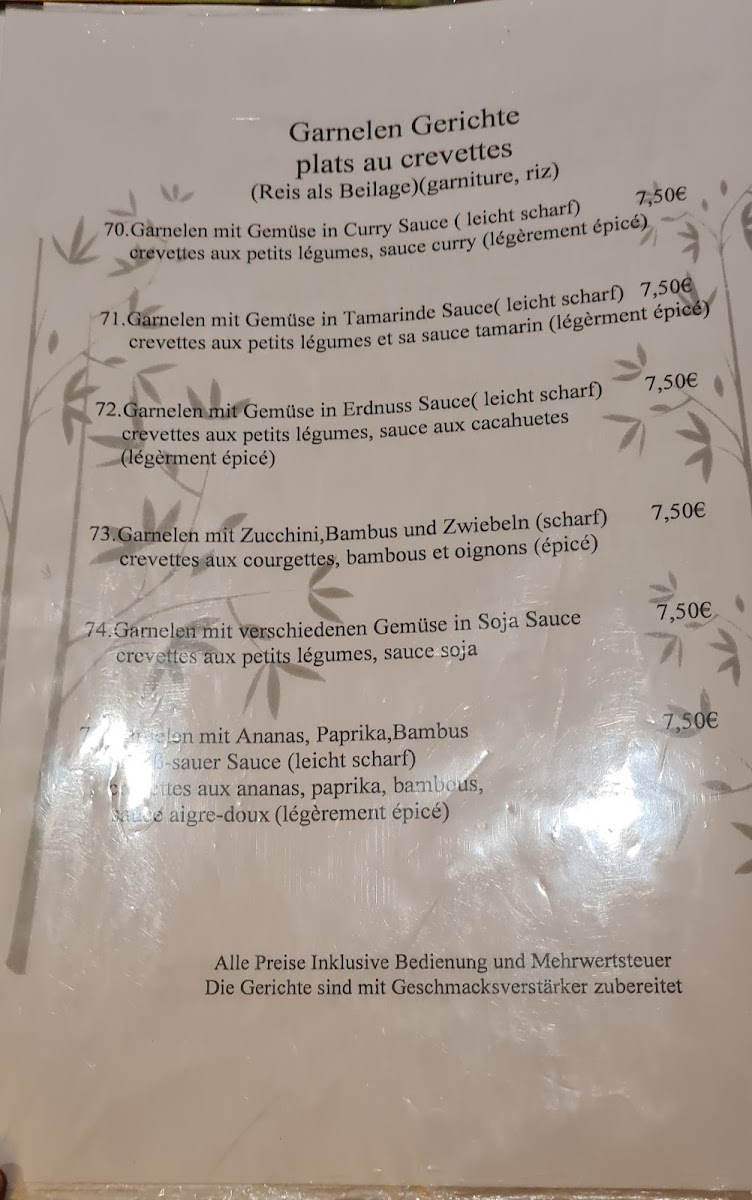 Garnelen Gerichte
plats au crevettes
(Reis als Beilage)(garniture, riz)
70.Garnelen mit Gemüse in Curry Sauce ( leicht scharf) 7,50€
crevettes aux petits légumes, sauce curry (légèrement épicé)
71.Garnelen mit Gemüse in Tamarinde Sauce( leicht scharf) 7,50€
crevettes aux petits légumes et sa sauce tamarin (légèrment épicé)
72.Garnelen mit Gemüse in Erdnuss Sauce( leicht scharf) 7,50€
crevettes aux petits légumes, sauce aux cacahuetes
(légèrment épicé)
73.Garnelen mit Zucchini,Bambus und Zwiebeln (scharf) 7,50€
crevettes aux courgettes, bambous et oignons (épicé)
74.Garnelen mit verschiedenen Gemüse in Soja Sauce 7,50€
crevettes aux petits légumes, sauce soja
mit Ananas, Paprika,Bambus 7,50€
-sauer Sauce (leicht scharf)
aux ananas, paprika, bambous,
sauce aigre-doux (légèrement épicé)
Alle Preise Inklusive Bedienung und Mehrwertsteuer
Die Gerichte sind mit Geschmacksverstärker zubereitet